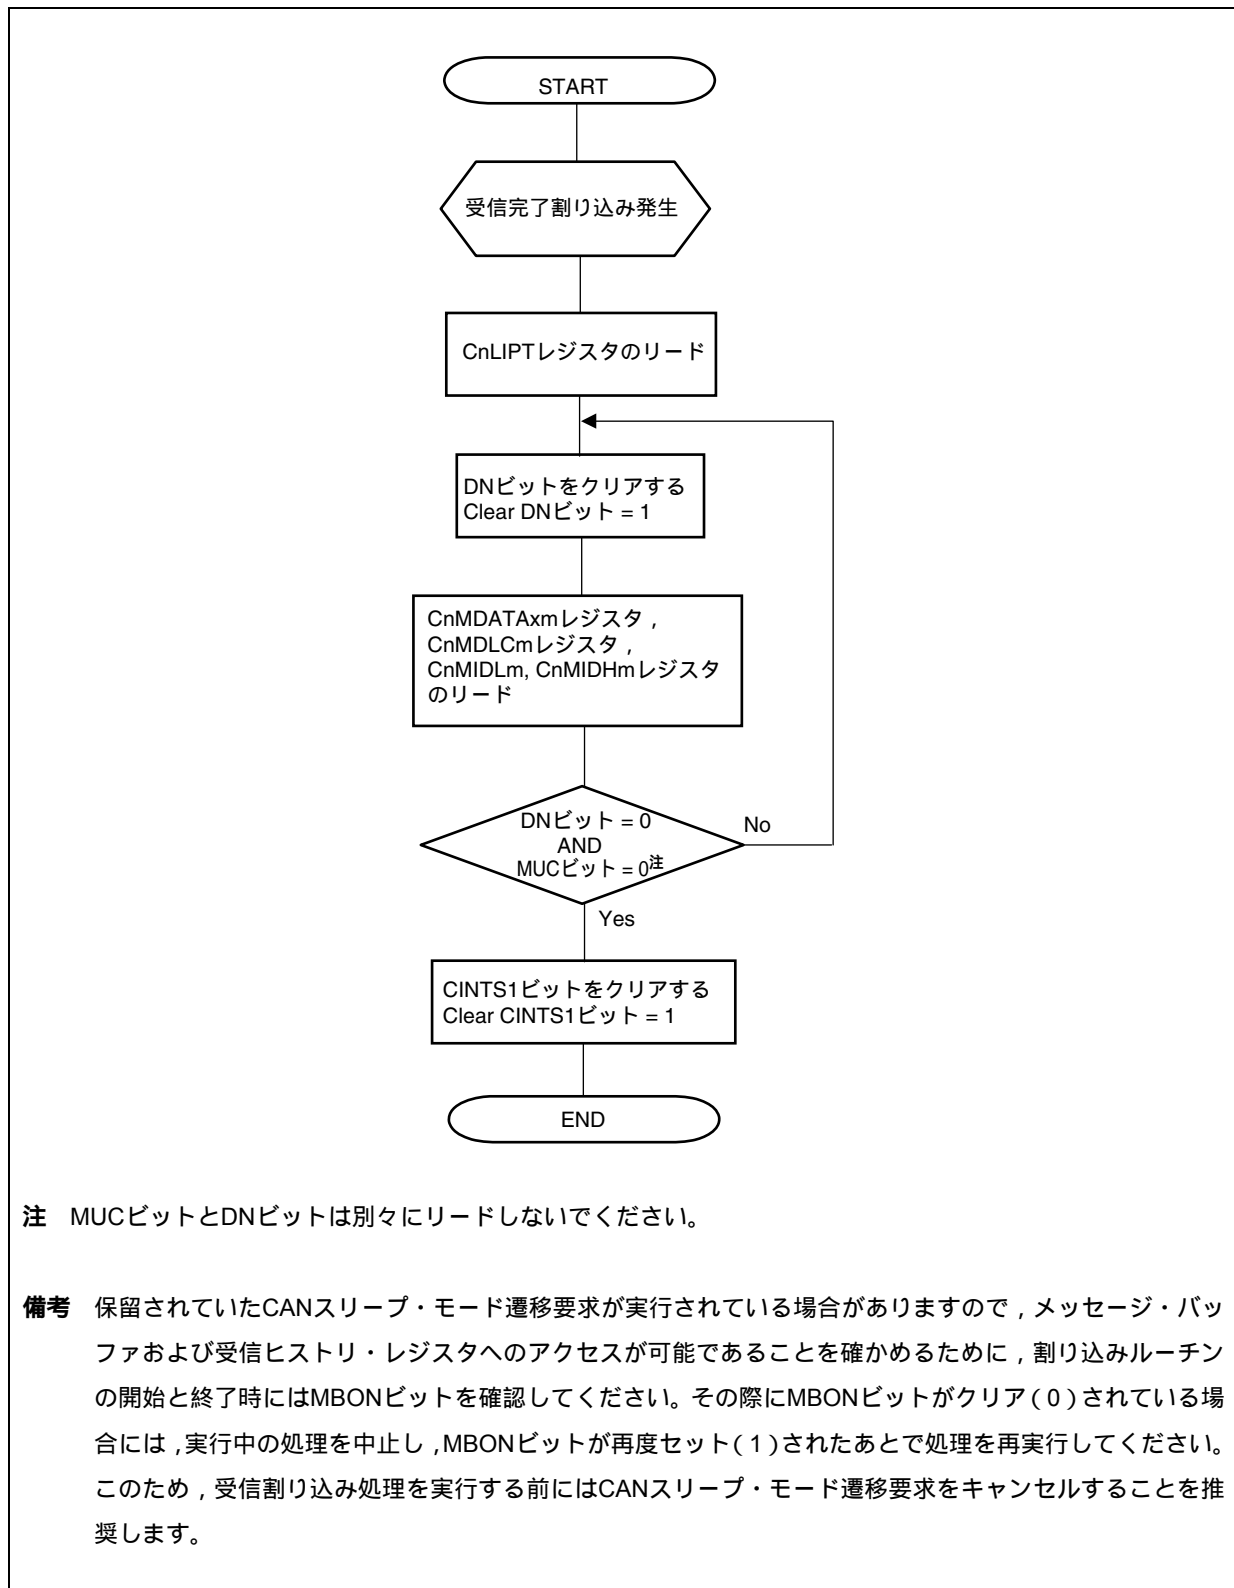 START
受信完了割り込み発生
CnLIPTレジスタのリード
DNビットをクリアする
Clear DNビット = 1
CnMDATAxmレジスタ，
CnMDLCmレジスタ，
CnMIDLm, CnMIDHmレジスタ
のリード
DNビット = 0
AND
MUCビット = 0注
No
Yes
CINTS1ビットをクリアする
Clear CINTS1ビット = 1
END
注 MUCビットとDNビットは別々にリードしないでください。
備考 保留されていたCANスリープ・モード遷移要求が実行されている場合がありますので，メッセージ・バッ
ファおよび受信ヒストリ・レジスタへのアクセスが可能であることを確かめるために，割り込みルーチン
の開始と終了時にはMBONビットを確認してください。その際にMBONビットがクリア（0）されている場
合には，実行中の処理を中止し，MBONビットが再度セット（1）されたあとで処理を再実行してください。
このため，受信割り込み処理を実行する前にはCANスリープ・モード遷移要求をキャンセルすることを推
奨します。